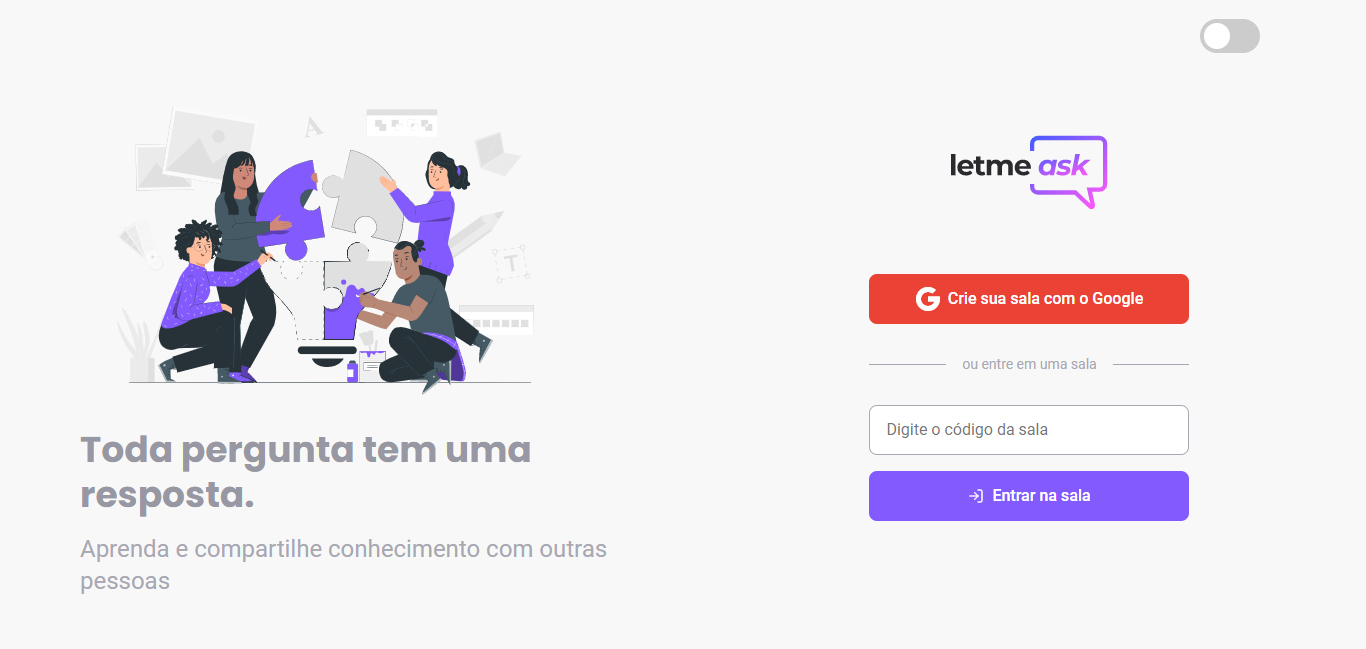 A
T
letme ask
Crie sua sala com o Google
ou entre em uma sala
Digite o código da sala
Entrar na sala
Toda pergunta tem uma
resposta.
Aprenda e compartilhe conhecimento com outras
pessoas